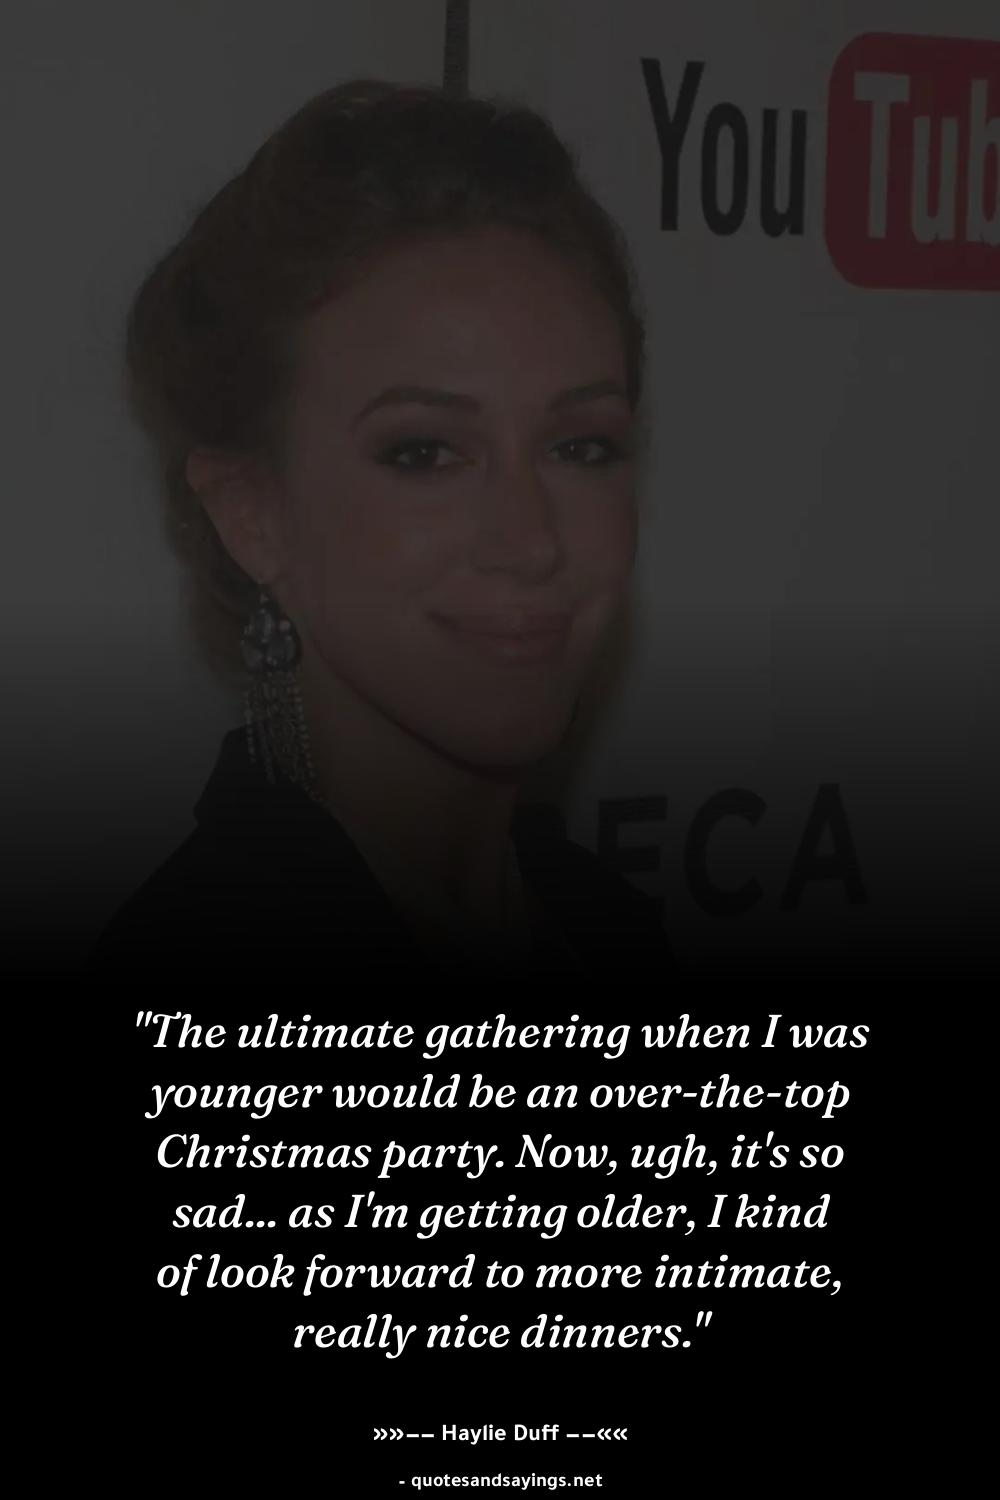 You Tub
ECA
"The ultimate gathering when I was
younger would be an over-the-top
Christmas party. Now, ugh, it's so
sad... as I'm getting older, I kind
of look forward to more intimate,
really nice dinners."
»»–– Haylie Duff ––««
- quotesandsayings.net